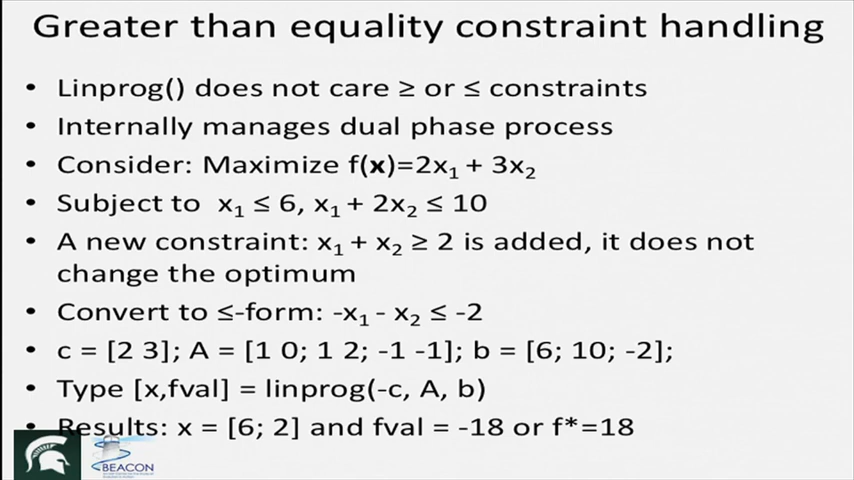 Greater than equality constraint handling
• Linprog() does not care ≥ or ≤ constraints
• Internally manages dual phase process
• Consider: Maximize f(x)=2x₁ + 3x₂
• Subject to x₁ ≤ 6, x₁ + 2x₂ ≤ 10
• A new constraint: x₁ + x₂ ≥ 2 is added, it does not
change the optimum
• Convert to ≤-form: -x₁ - x₂ ≤ -2
• c = [2 3]; A = [1 0; 1 2; -1 -1]; b = [6; 10; -2];
• Type [x,fval] = linprog(-c, A, b)
• Results: x = [6; 2] and fval = -18 or f*=18
BEACON